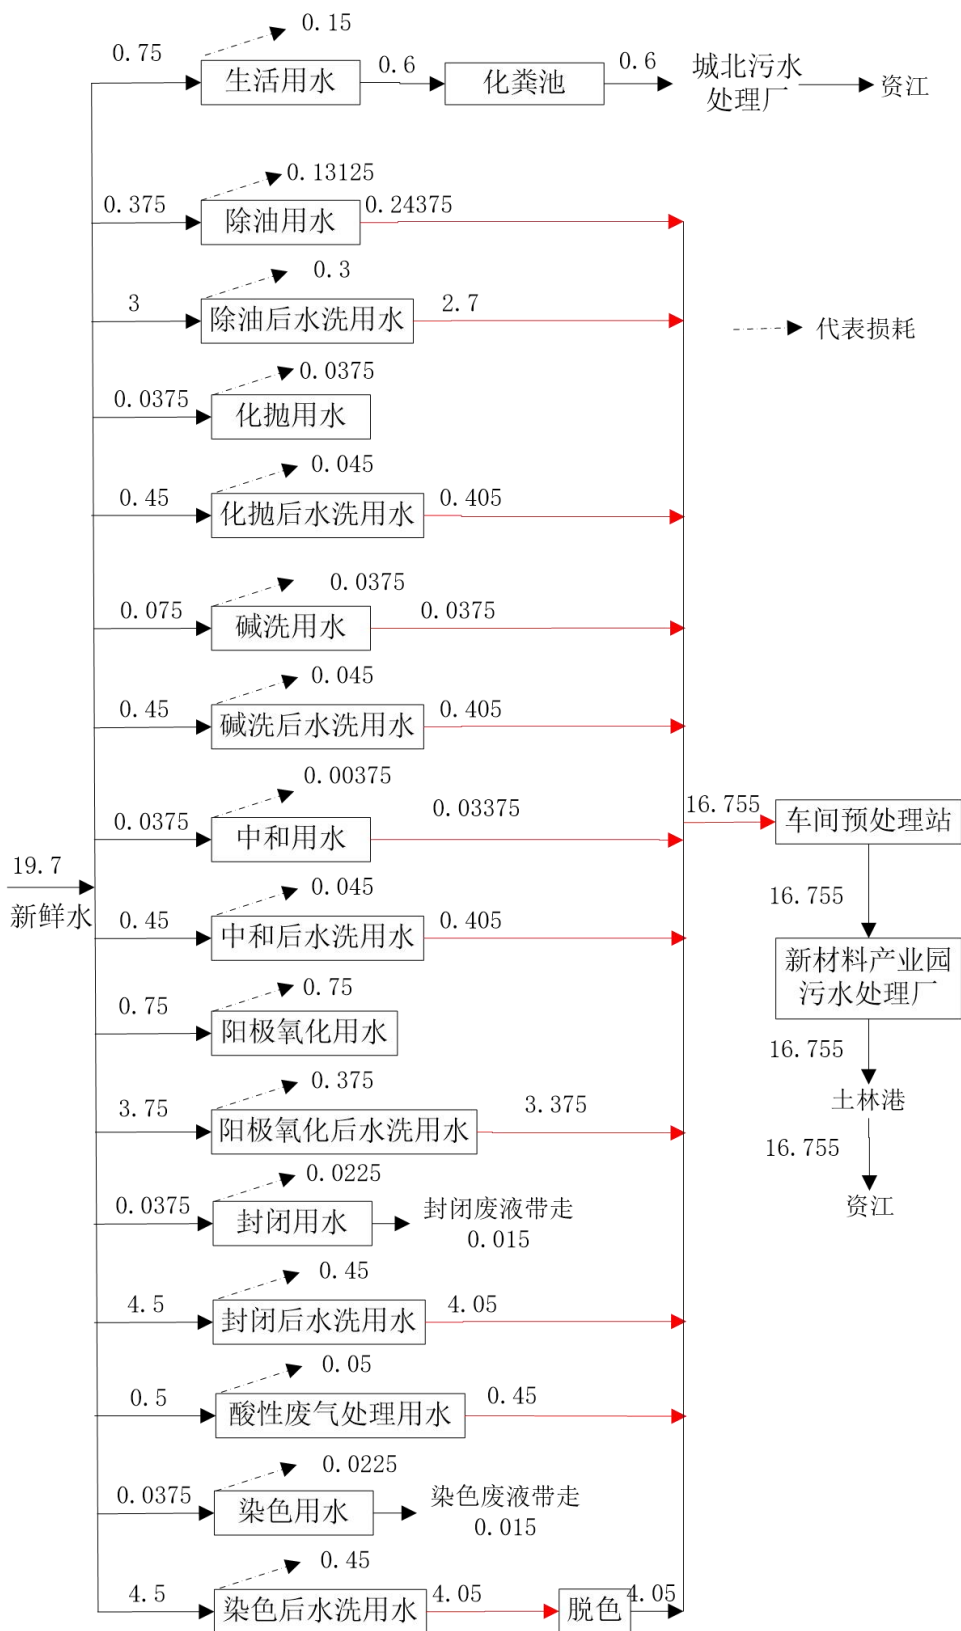 0.15
0.75
生活用水
0.6
化粪池
0.6
城北污水
处理厂
资江
0.13125
0.375
除油用水
0.24375
0.3
3
除油后水洗用水
2.7
代表损耗
0.0375
0.0375
化抛用水
0.045
0.45
化抛后水洗用水
0.405
0.0375
0.075
碱洗用水
0.0375
0.045
0.45
碱洗后水洗用水
0.405
0.00375
0.0375
中和用水
0.03375
16.755
车间预处理站
19.7
新鲜水
0.045
0.45
中和后水洗用水
0.405
16.755
新材料产业园
污水处理厂
0.75
0.75
阳极氧化用水
16.755
土林港
0.375
3.75
阳极氧化后水洗用水
3.375
16.755
资江
0.0225
0.0375
封闭用水
封闭废液带走
0.015
0.45
4.5
封闭后水洗用水
4.05
0.05
0.5
酸性废气处理用水
0.45
0.0225
0.0375
染色用水
染色废液带走
0.015
0.45
4.5
染色后水洗用水
4.05
脱色
4.05